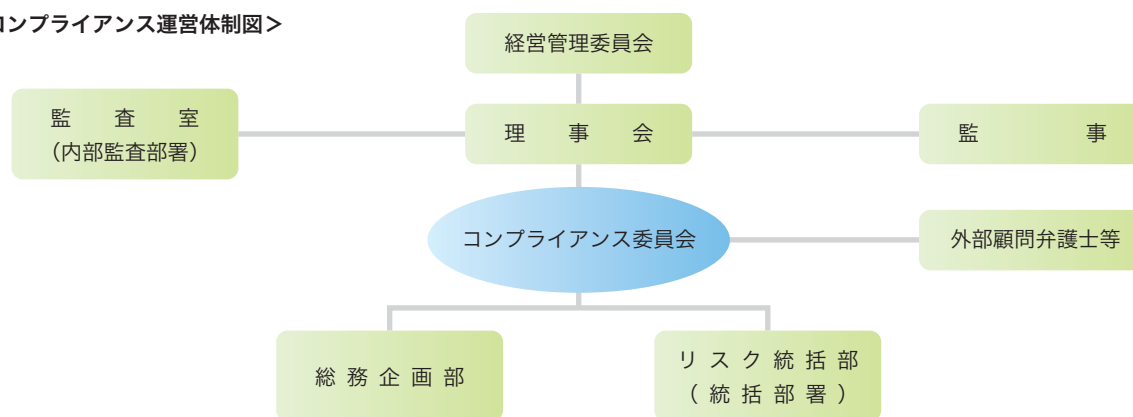 コンプライアンス運営体制図＞
経営管理委員会
監査室
（内部監査部署）
理事会
監事
コンプライアンス委員会
外部顧問弁護士等
総務企画部
リスク統括部
（統括部署）